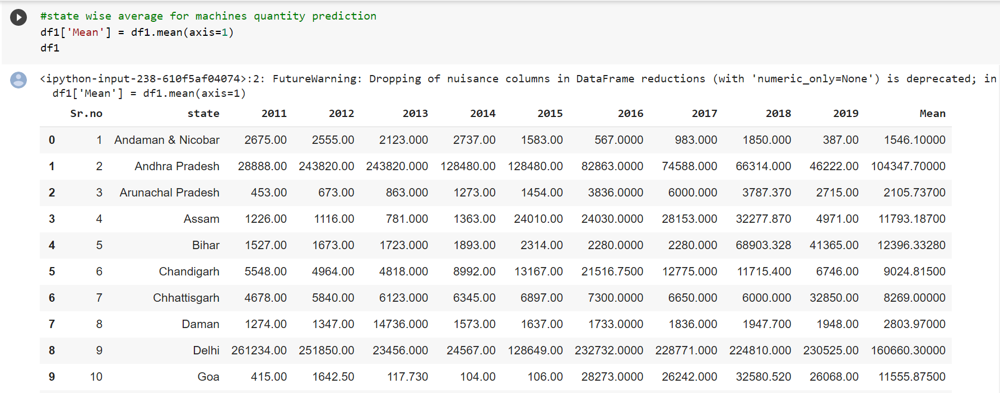 #state wise average for machines quantity prediction
df1['Mean'] = df1.mean(axis=1)
df1
<ipython-input-238-610f5af04074>:2: FutureWarning: Dropping of nuisance columns in DataFrame reductions (with 'numeric_only=None') is deprecated; in
df1['Mean'] = df1.mean(axis=1)
Sr.no state 2011 2012 2013 2014 2015 2016 2017 2018 2019 Mean
0 1 Andaman & Nicobar 2675.00 2555.00 2123.000 2737.00 1583.00 567.0000 983.000 1850.000 387.00 1546.10000
1 2 Andhra Pradesh 28888.00 243820.00 243820.000 128480.00 128480.00 82863.0000 74588.000 66314.000 46222.00 104347.70000
2 3 Arunachal Pradesh 453.00 673.00 863.000 1273.00 1454.00 3836.0000 6000.000 3787.370 2715.00 2105.73700
3 4 Assam 1226.00 1116.00 781.000 1363.00 24010.00 24030.0000 28153.000 32277.870 4971.00 11793.18700
4 5 Bihar 1527.00 1673.00 1723.000 1893.00 2314.00 2280.0000 2280.000 68903.328 41365.00 12396.33280
5 6 Chandigarh 5548.00 4964.00 4818.000 8992.00 13167.00 21516.7500 12775.000 11715.400 6746.00 9024.81500
6 7 Chhattisgarh 4678.00 5840.00 6123.000 6345.00 6897.00 7300.0000 6650.000 6000.000 32850.00 8269.00000
7 8 Daman 1274.00 1347.00 14736.000 1573.00 1637.00 1733.0000 1836.000 1947.700 1948.00 2803.97000
8 9 Delhi 261234.00 251850.00 23456.000 24567.00 128649.00 232732.0000 228771.000 224810.000 230525.00 160660.30000
9 10 Goa 415.00 1642.50 117.730 104.00 106.00 28273.0000 26242.000 32580.520 26068.00 11555.87500